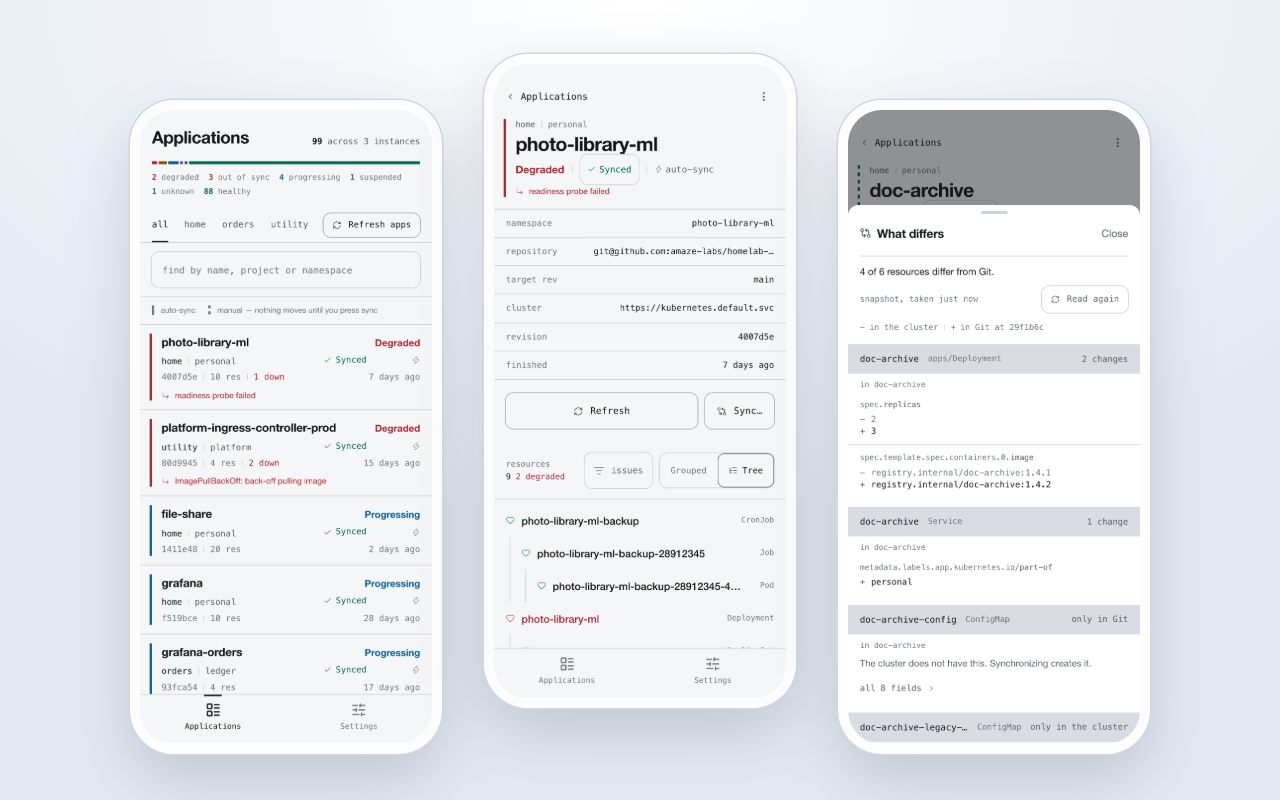 Applications
99 across 3 instances
2 degraded 3 out of sync 4 progressing 1 suspended
1 unknown 88 healthy
all home orders utility Refresh apps
find by name, project or namespace
auto-sync manual — nothing moves until you press sync
photo-library-ml Degraded
home | personal Synced
4007d5e | 10 res | 1 down 7 days ago
readiness probe failed
platform-ingress-controller-prod Degraded
utility | platform Synced
80d9945 | 4 res | 2 down 15 days ago
ImagePullBackOff: back-off pulling image
file-share Progressing
home | personal Synced
1411e48 | 20 res 2 days ago
grafana Progressing
home | personal Synced
f519bce | 10 res 28 days ago
grafana-orders Progressing
orders | ledger Synced
93fca54 | 4 res 17 days ago
Applications Settings
‹ Applications
home | personal
photo-library-ml
Degraded | Synced | auto-sync
readiness probe failed
namespace photo-library-ml
repository git@github.com:amaze-labs/homelab-…
target rev main
cluster https://kubernetes.default.svc
revision 4007d5e
finished 7 days ago
Refresh Sync…
resources
9 2 degraded
issues Grouped Tree
photo-library-ml-backup CronJob
photo-library-ml-backup-28912345 Job
photo-library-ml-backup-28912345-4… Pod
photo-library-ml Deployment
Applications Settings
‹ Applications
home | personal
doc-archive
What differs Close
4 of 6 resources differ from Git.
snapshot, taken just now Read again
− in the cluster | + in Git at 29f1b6c
doc-archive apps/Deployment 2 changes
in doc-archive
spec.replicas
− 2
+ 3
spec.template.spec.containers.0.image
− registry.internal/doc-archive:1.4.1
+ registry.internal/doc-archive:1.4.2
doc-archive Service 1 change
in doc-archive
metadata.labels.app.kubernetes.io/part-of
+ personal
doc-archive-config ConfigMap only in Git
in doc-archive
The cluster does not have this. Synchronizing creates it.
all 8 fields ›
doc-archive-legacy-… ConfigMap only in the cluster